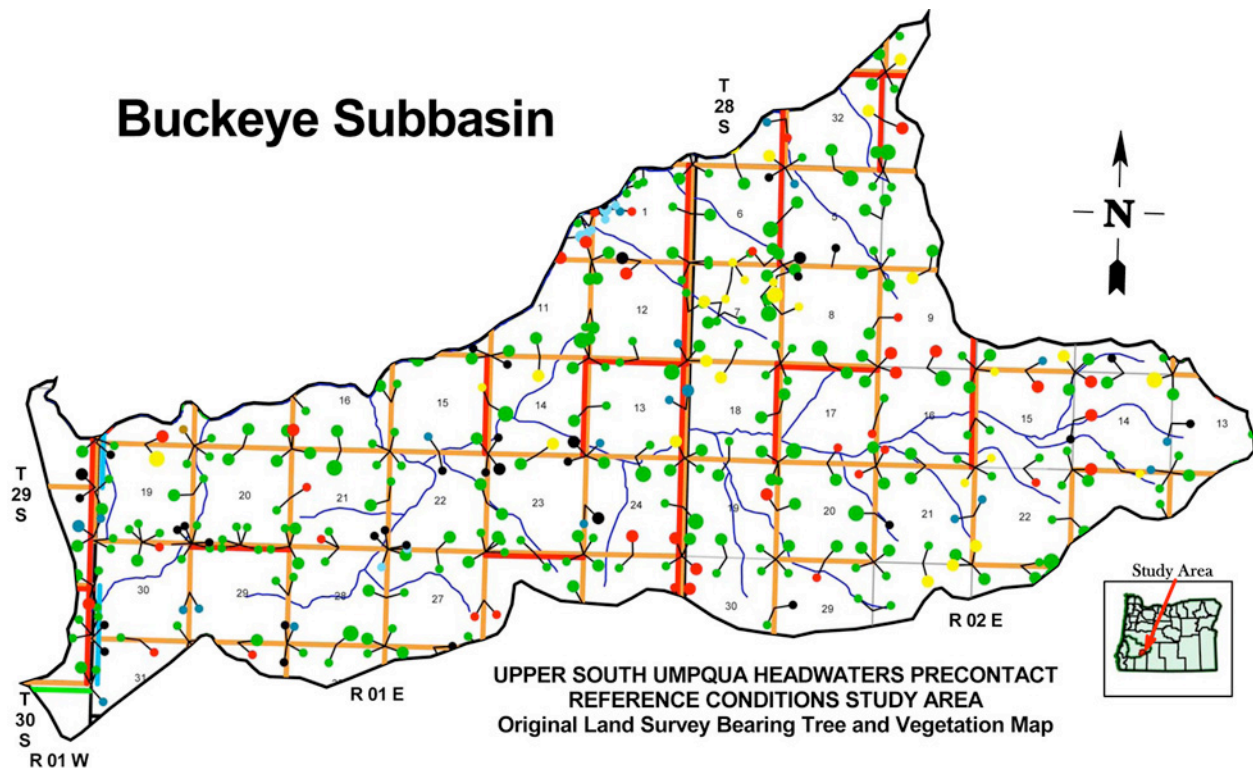 Buckeye Subbasin
T
28
S
32
N
1
6
5
11
12
7
8
9
16
15
14
13
18
17
16
15
14
13
T
29
S
19
20
21
22
23
24
19
20
21
22
30
29
28
27
30
29
31
Study Area
R 02 E
R 01 E
UPPER SOUTH UMPQUA HEADWATERS PRECONTACT
REFERENCE CONDITIONS STUDY AREA
Original Land Survey Bearing Tree and Vegetation Map
T
30
S
R 01 W